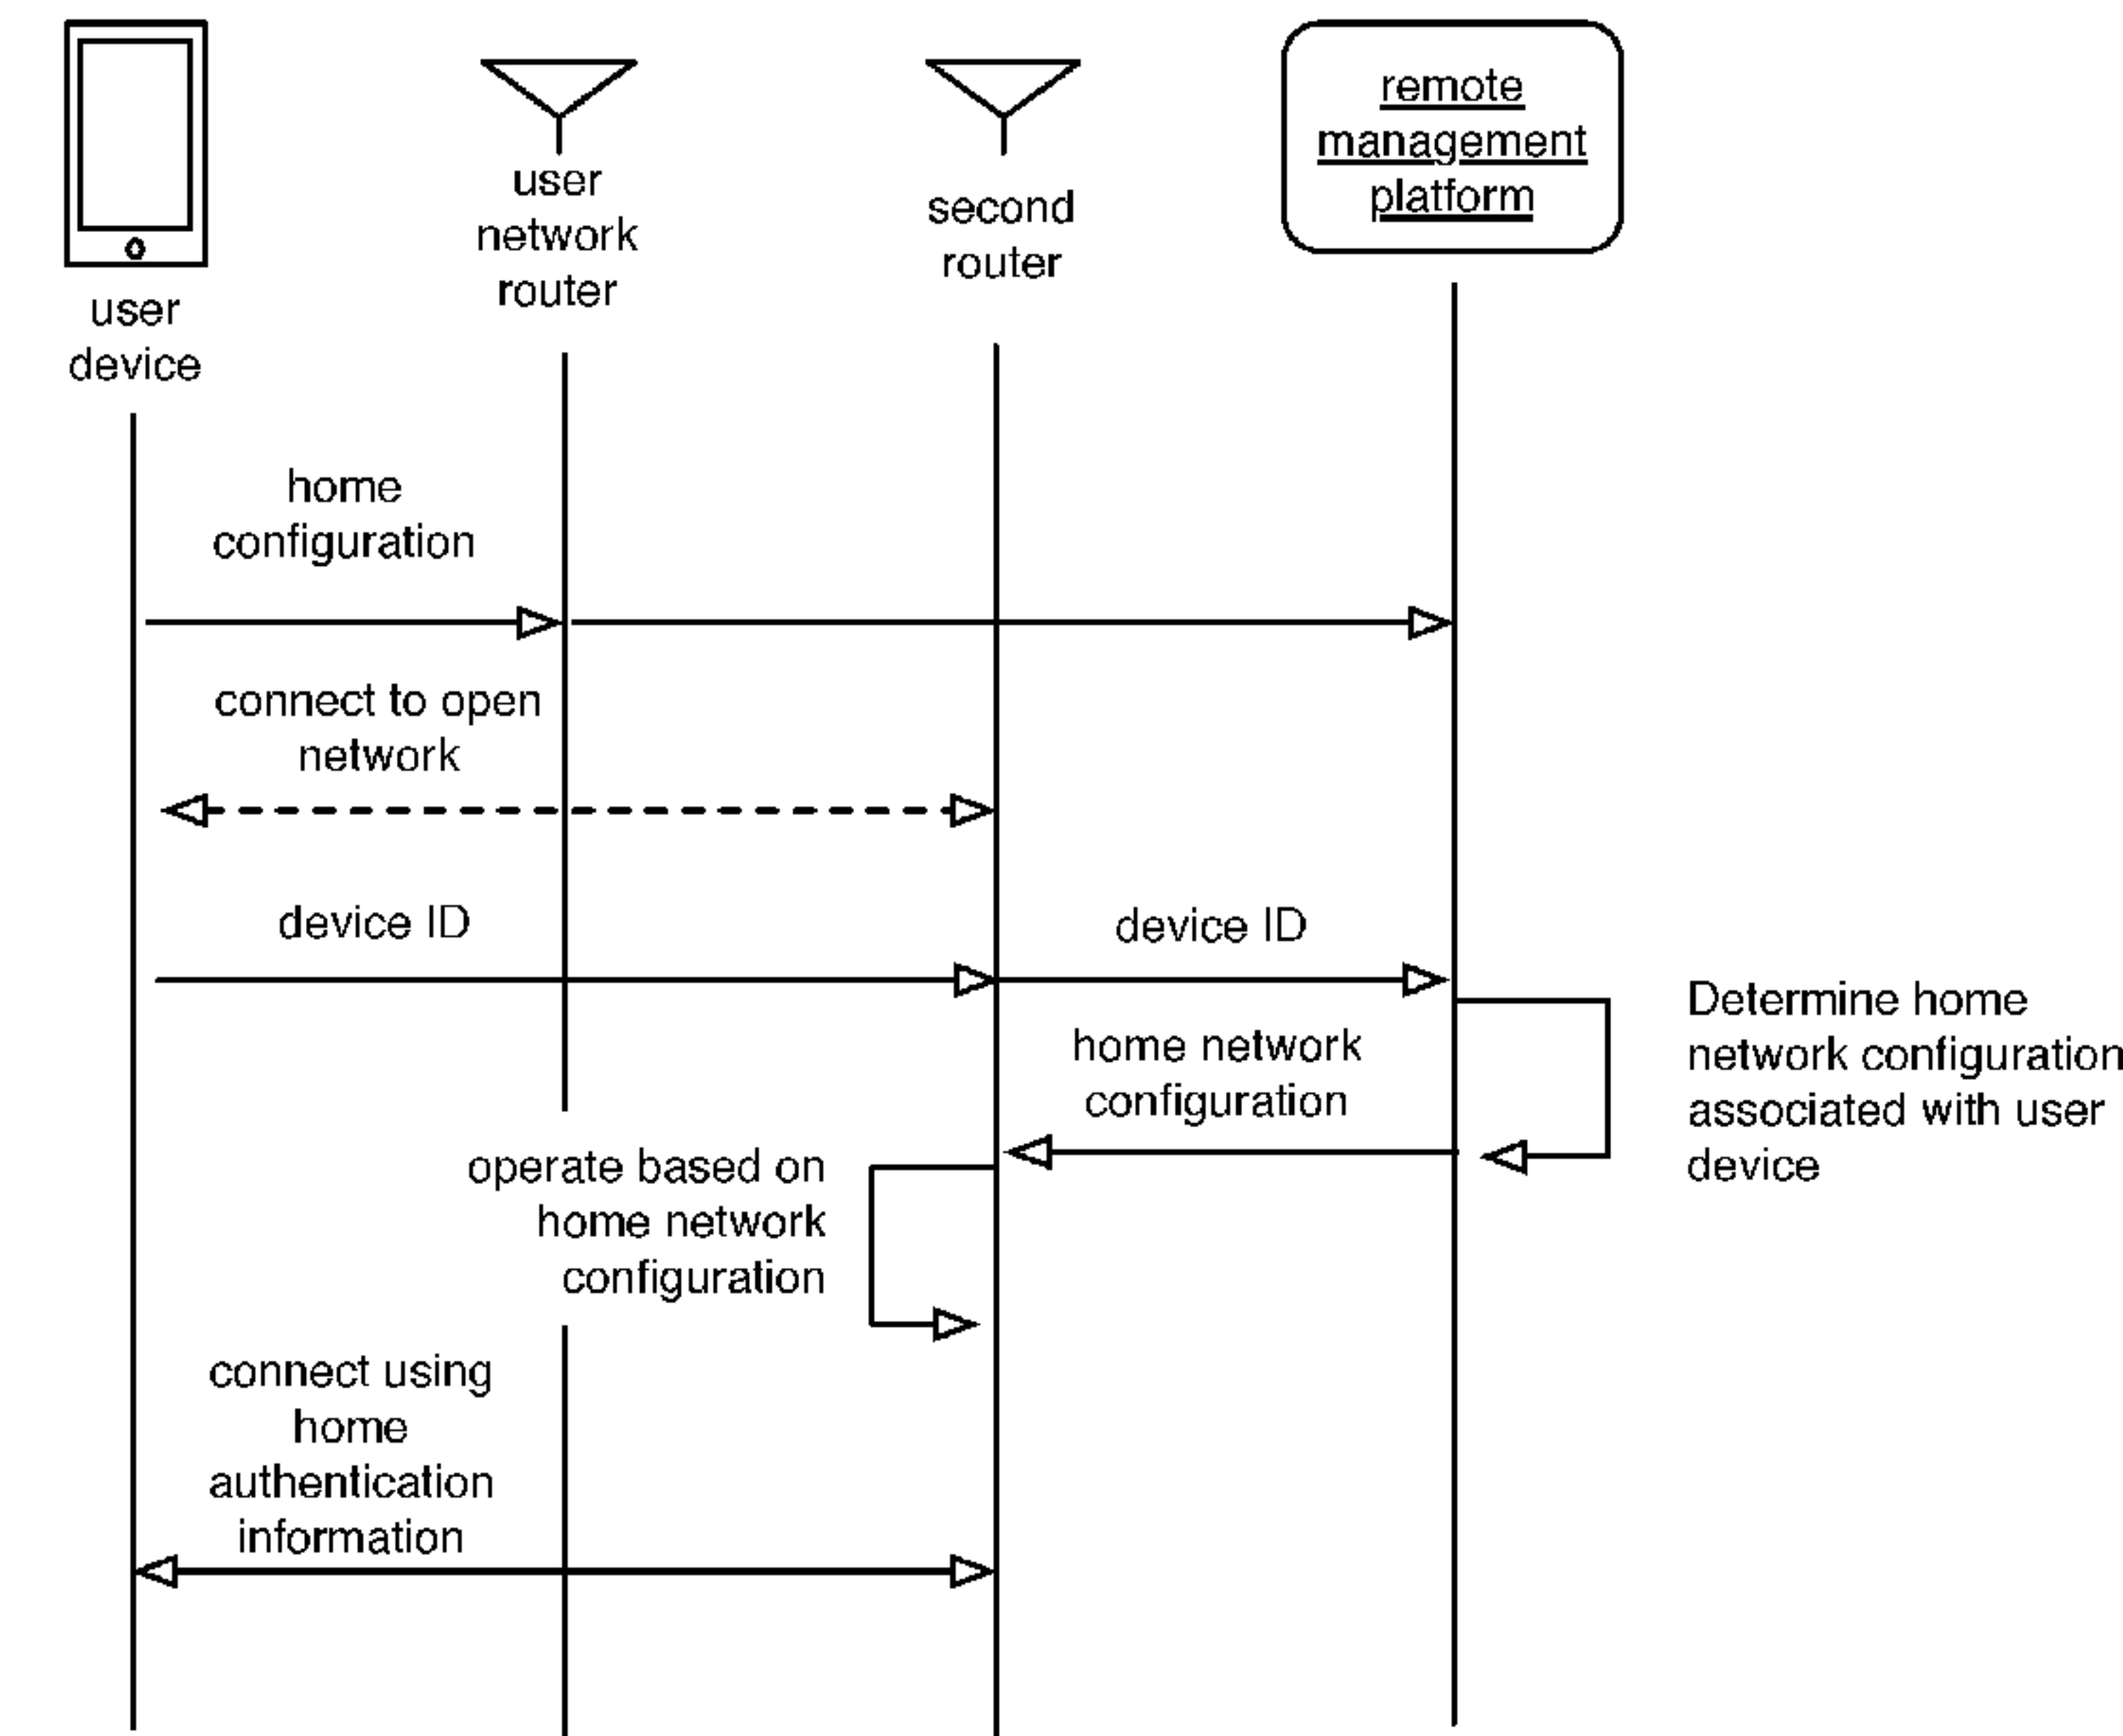 user
device
user
network
router
second
router
remote
management
platform
home
configuration
connect to open
network
device ID
device ID
Determine home
network configuration
associated with user
device
home network
configuration
operate based on
home network
configuration
connect using
home
authentication
information